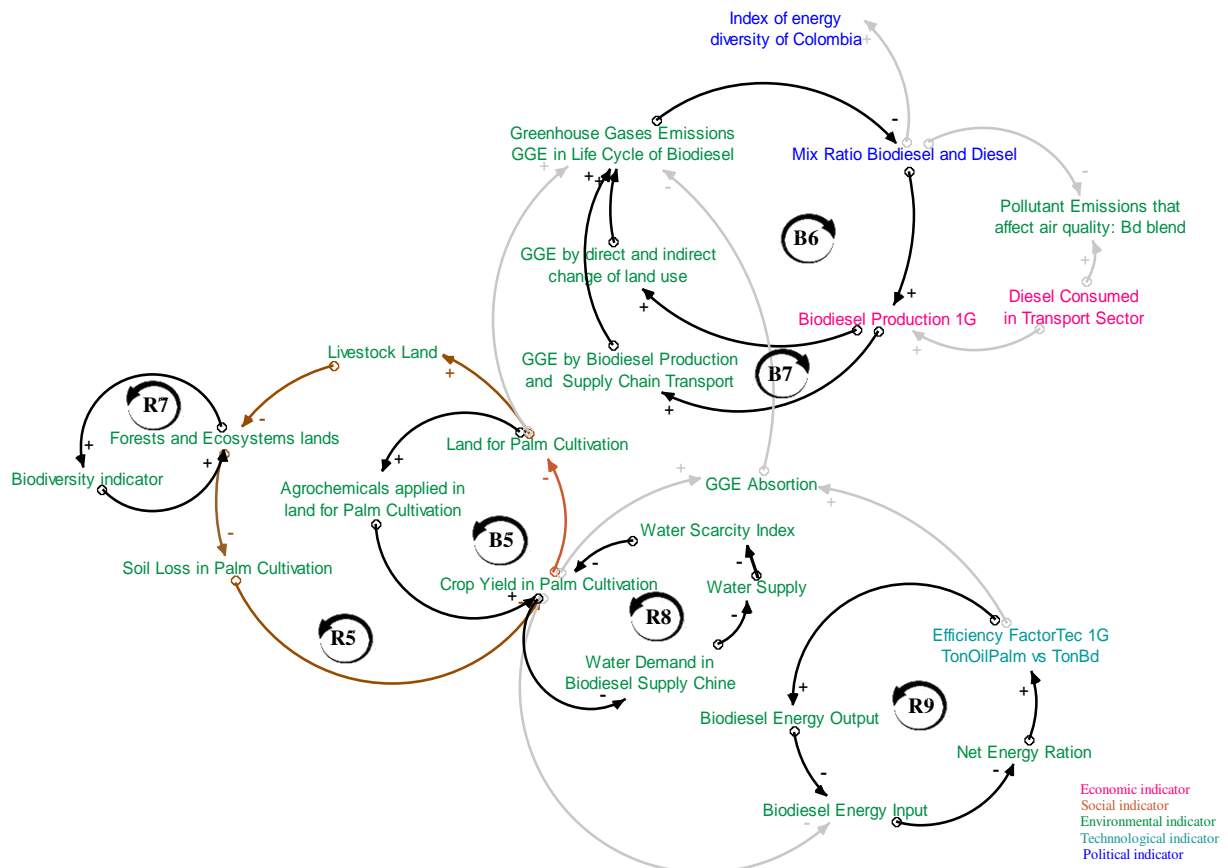 Index of energy
diversity of Colombia
+
-
Greenhouse Gases Emissions
GGE in Life Cycle of Biodiesel
Mix Ratio Biodiesel and Diesel
+
+
+
-
-
Pollutant Emissions that
affect air quality: Bd blend
B6
GGE by direct and indirect
change of land use
+
+
+
Diesel Consumed
in Transport Sector
Biodiesel Production 1G
+
Livestock Land
GGE by Biodiesel Production
and Supply Chain Transport
B7
+
+
R7
-
Forests and Ecosystems lands
+
+
Land for Palm Cultivation
+
-
+
Biodiversity indicator
Agrochemicals applied in
land for Palm Cultivation
GGE Absortion
+
-
B5
Water Scarcity Index
-
-
Soil Loss in Palm Cultivation
Crop Yield in Palm Cultivation
Water Supply
+
-
R5
R8
-
Efficiency FactorTec 1G
TonOilPalm vs TonBd
Water Demand in
Biodiesel Supply Chine
-
+
+
R9
Biodiesel Energy Output
Net Energy Ration
-
-
Biodiesel Energy Input
-
Economic indicator
Social indicator
Environmental indicator
Technnological indicator
Political indicator